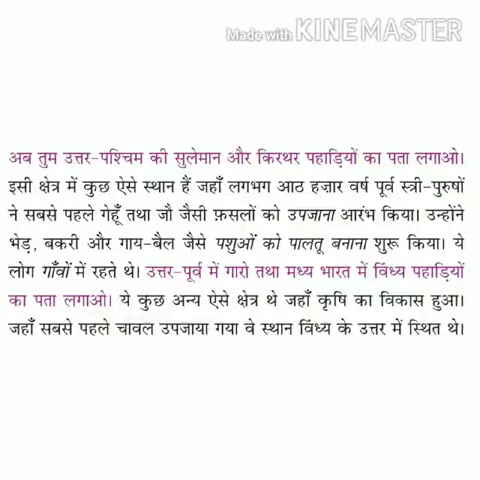 Made with KINEMASTER
अब तुम उत्तर-पश्चिम की सुलेमान और किरथर पहाड़ियों का पता लगाओ।
इसी क्षेत्र में कुछ ऐसे स्थान हैं जहाँ लगभग आठ हज़ार वर्ष पूर्व स्त्री-पुरुषों
ने सबसे पहले गेहूँ तथा जौ जैसी फ़सलों को उपजाना आरंभ किया। उन्होंने
भेड़, बकरी और गाय-बैल जैसे पशुओं को पालतू बनाना शुरू किया। ये
लोग गाँवों में रहते थे। उत्तर-पूर्व में गारो तथा मध्य भारत में विंध्य पहाड़ियों
का पता लगाओ। ये कुछ अन्य ऐसे क्षेत्र थे जहाँ कृषि का विकास हुआ।
जहाँ सबसे पहले चावल उपजाया गया वे स्थान विंध्य के उत्तर में स्थित थे।